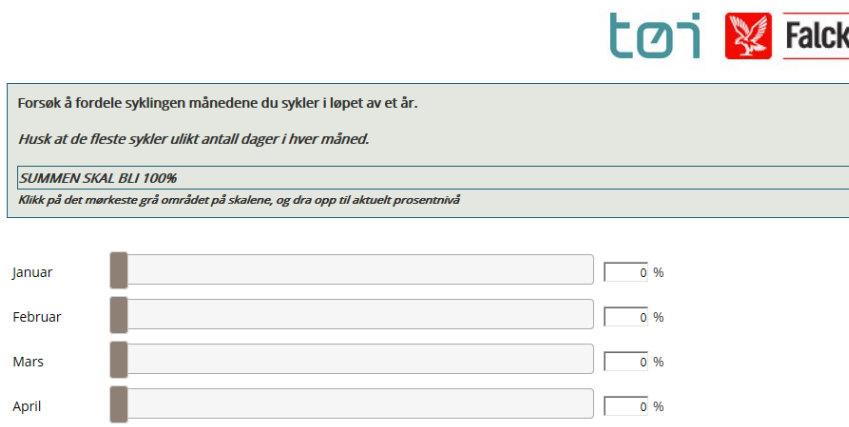 tøi Falck
Forsøk å fordele syklingen månedene du sykler i løpet av et år.
Husk at de fleste sykler ulikt antall dager i hver måned.
SUMMEN SKAL BLI 100%
Klikk på det mørkeste grå området på skalene, og dra opp til aktuelt prosentnivå
Januar 0 %
Februar 0 %
Mars 0 %
April 0 %